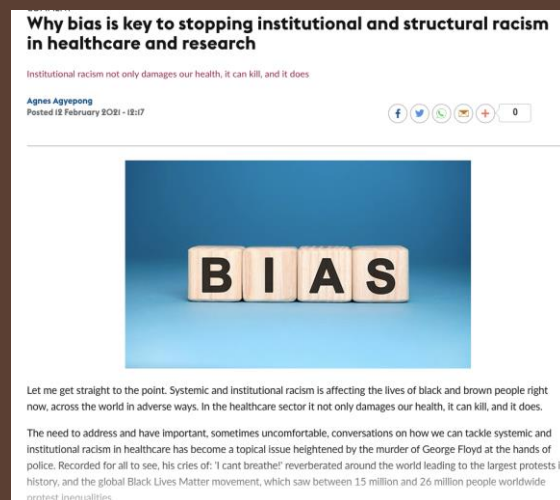 Why bias is key to stopping institutional and structural racism
in healthcare and research
Institutional racism not only damages our health, it can kill, and it does
Agnes Agyepong
Posted 12 February 2021 - 12:17
0
BIAS
Let me get straight to the point. Systemic and institutional racism is affecting the lives of black and brown people right
now, across the world in adverse ways. In the healthcare sector it not only damages our health, it can kill, and it does.
The need to address and have important, sometimes uncomfortable, conversations on how we can tackle systemic and
institutional racism in healthcare has become a topical issue heightened by the murder of George Floyd at the hands of
police. Recorded for all to see, his cries of: 'I cant breathe!' reverberated around the world leading to the largest protests
history, and the global Black Lives Matter movement, which saw between 15 million and 26 million people worldwide
protest inequalities.